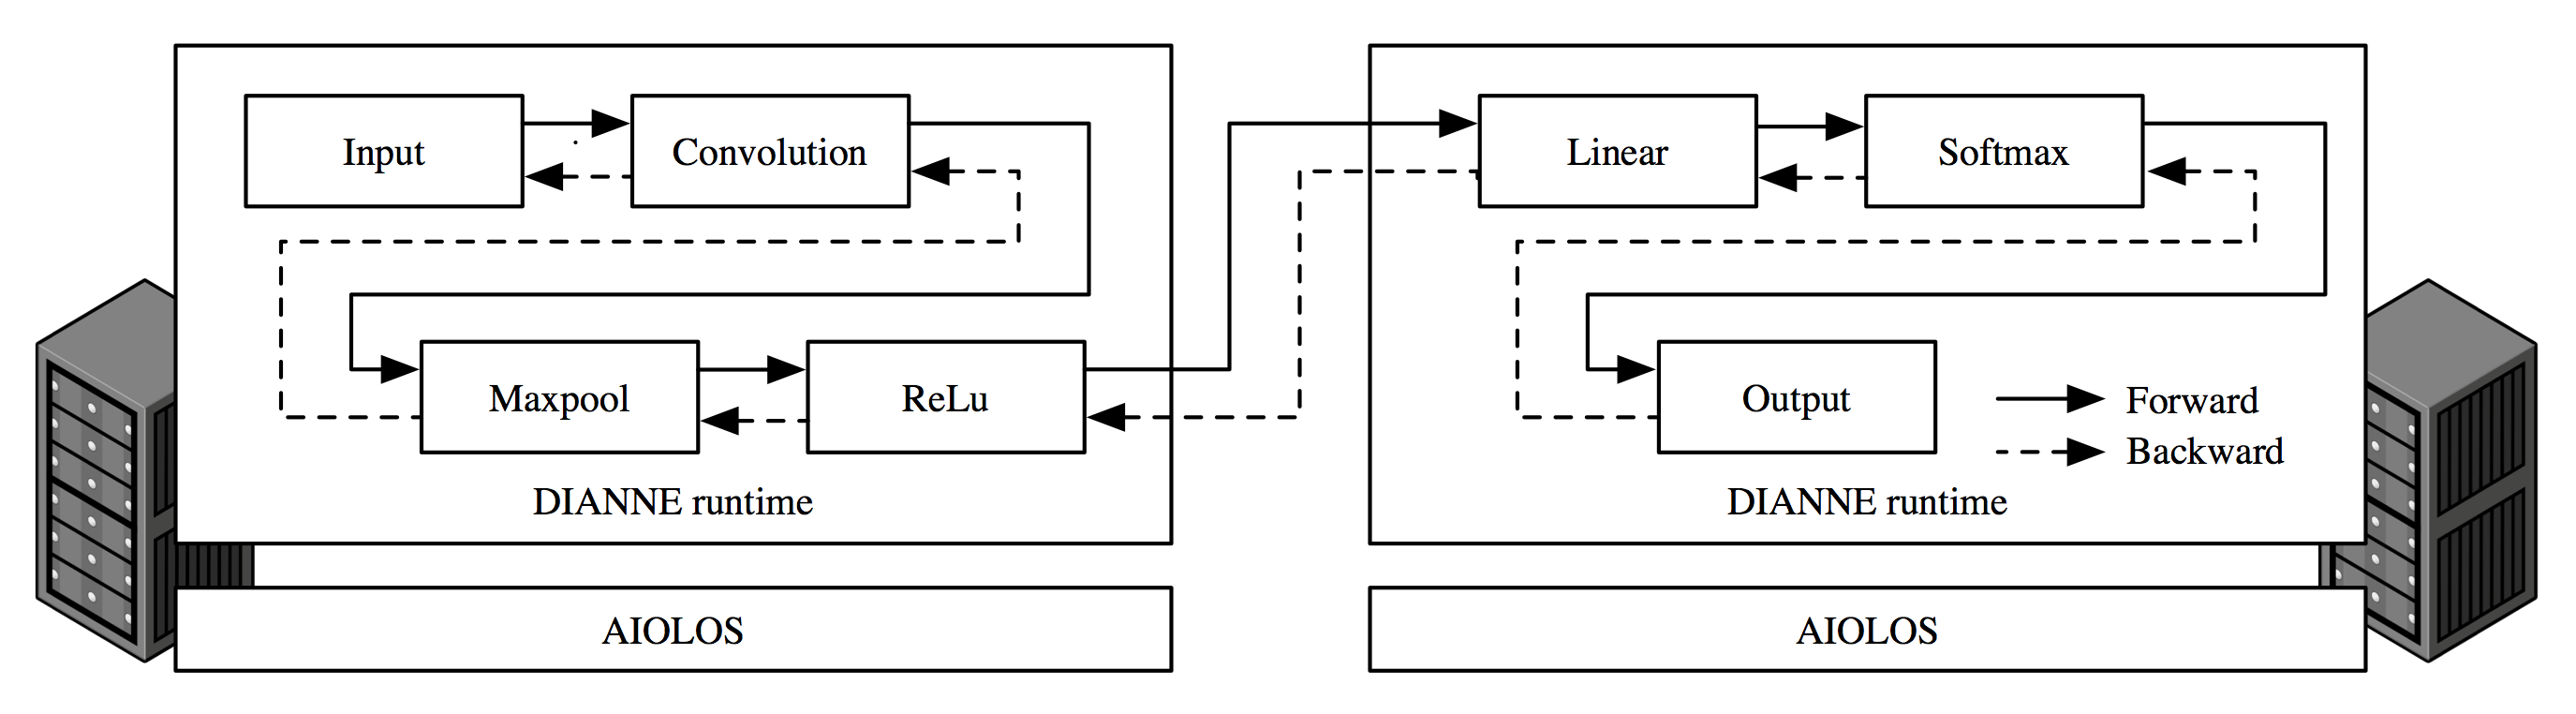 Input
Convolution
Maxpool
ReLu
DIANNE runtime
AIOLOS
Linear
Softmax
Output
Forward
Backward
DIANNE runtime
AIOLOS